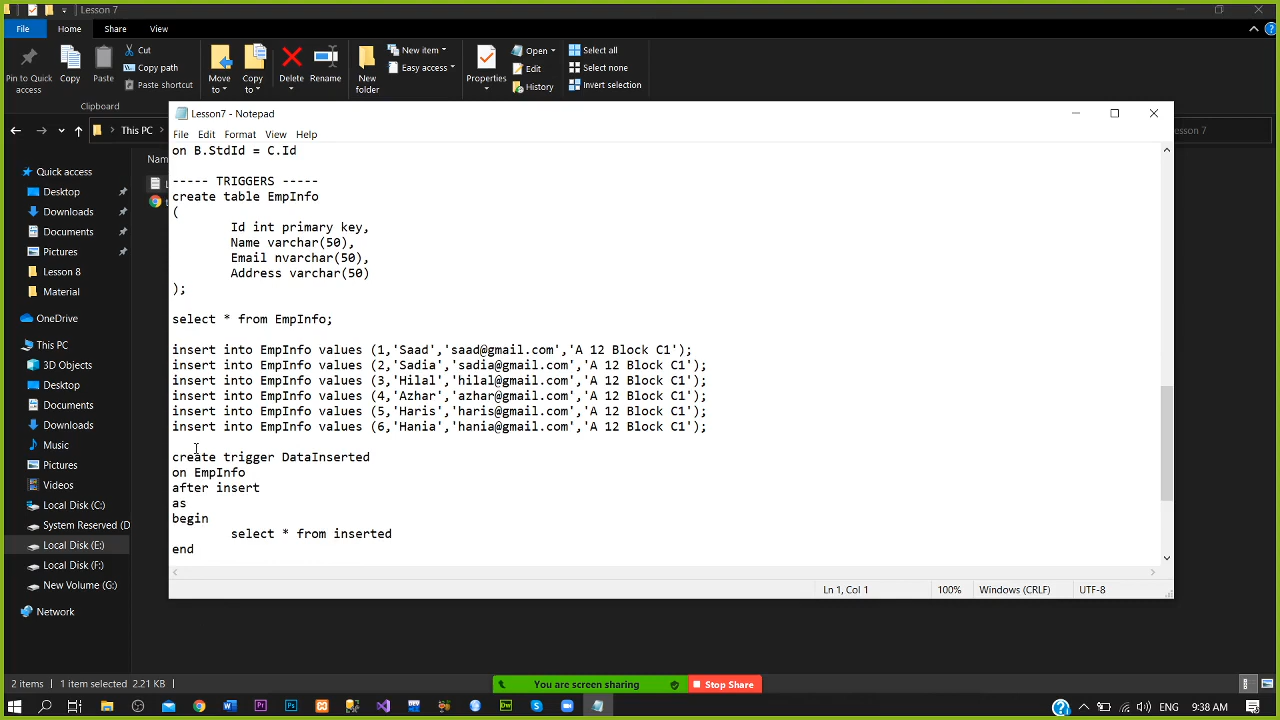 Lesson 7
File
Home
Share
View
Pin to Quick access
Copy
Paste
Cut
Copy path
Paste shortcut
Clipboard
Move to
Copy to
Delete
Rename
New folder
New item
Easy access
Properties
Open
Edit
History
Select all
Select none
Invert selection
This PC
esson 7
Quick access
Desktop
Downloads
Documents
Pictures
Lesson 8
Material
OneDrive
This PC
3D Objects
Desktop
Documents
Downloads
Music
Pictures
Videos
Local Disk (C:)
System Reserved (D
Local Disk (E:)
Local Disk (F:)
New Volume (G:)
Network
Lesson7 - Notepad
File Edit Format View Help
on B.StdId = C.Id
----- TRIGGERS -----
create table EmpInfo
(
Id int primary key,
Name varchar(50),
Email nvarchar(50),
Address varchar(50)
);
select * from EmpInfo;
insert into EmpInfo values (1,'Saad','saad@gmail.com','A 12 Block C1');
insert into EmpInfo values (2,'Sadia','sadia@gmail.com','A 12 Block C1');
insert into EmpInfo values (3,'Hilal','hilal@gmail.com','A 12 Block C1');
insert into EmpInfo values (4,'Azhar','azhar@gmail.com','A 12 Block C1');
insert into EmpInfo values (5,'Haris','haris@gmail.com','A 12 Block C1');
insert into EmpInfo values (6,'Hania','hania@gmail.com','A 12 Block C1');
create trigger DataInserted
on EmpInfo
after insert
as
begin
select * from inserted
end
Ln 1, Col 1
100%
Windows (CRLF)
UTF-8
2 items
1 item selected 2.21 KB
You are screen sharing
Stop Share
ENG
9:38 AM